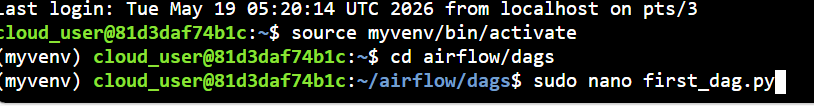 Last login: Tue May 19 05:20:14 UTC 2026 from localhost on pts/3
cloud_user@81d3daf74b1c:~$ source myvenv/bin/activate
(myvenv) cloud_user@81d3daf74b1c:~$ cd airflow/dags
(myvenv) cloud_user@81d3daf74b1c:~/airflow/dags$ sudo nano first_dag.py